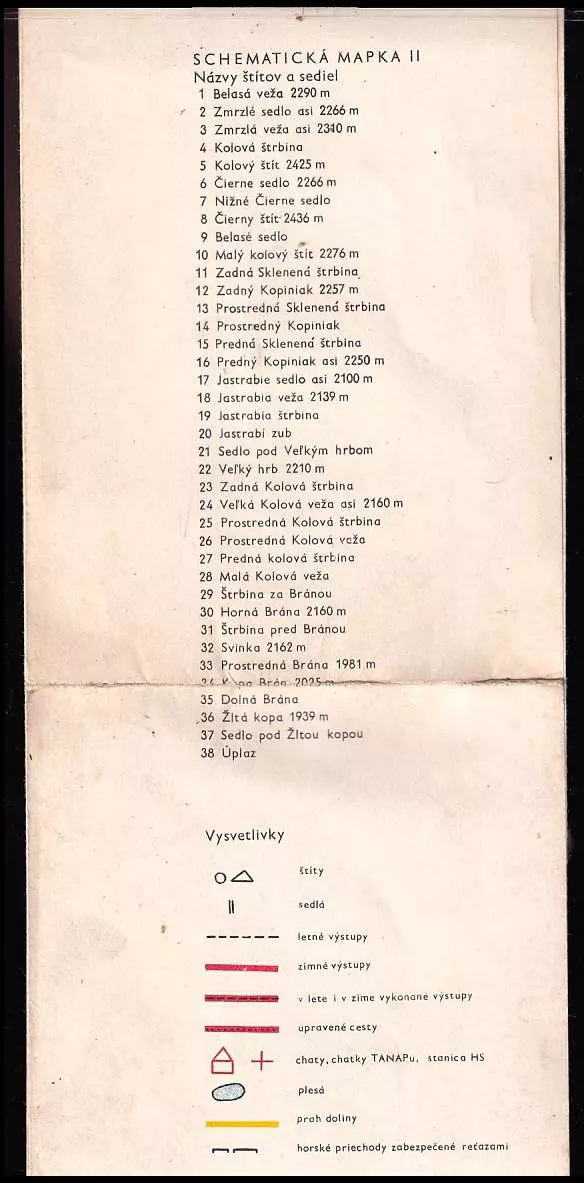 SCHEMATICKÁ MAPKA II
Názvy štítov a sediel
1 Belasá veža 2290 m
2 Zmrzlé sedlo asi 2266 m
3 Zmrzlá veža asi 2310 m
4 Kolová štrbina
5 Kolový štít 2425 m
6 Čierne sedlo 2266 m
7 Nižné Čierne sedlo
8 Čierny štít 2436 m
9 Belasé sedlo
10 Malý kolový štít 2276 m
11 Zadná Sklenená štrbina
12 Zadný Kopiniak 2257 m
13 Prostredná Sklenená štrbina
14 Prostredný Kopiniak
15 Predná Sklenená štrbina
16 Predný Kopiniak asi 2250 m
17 Jastrabie sedlo asi 2100 m
18 Jastrabia veža 2139 m
19 Jastrabia štrbina
20 Jastrabí zub
21 Sedlo pod Veľkým hrbom
22 Veľký hrb 2210 m
23 Zadná Kolová štrbina
24 Veľká Kolová veža asi 2160 m
25 Prostredná Kolová štrbina
26 Prostredná Kolová veža
27 Predná kolová štrbina
28 Malá Kolová veža
29 Štrbina za Bránou
30 Horná Brána 2160 m
31 Štrbina pred Bránou
32 Svinka 2162 m
33 Prostredná Brána 1981 m
34 Kopa Brán 2025 m
35 Dolná Brána
36 Žltá kopa 1939 m
37 Sedlo pod Žltou kopou
38 Úplaz
Vysvetlivky
štíty
sedlá
letné výstupy
zimné výstupy
v lete i v zime vykonané výstupy
upravené cesty
chaty, chatky TANAPu, stanica HS
plesá
prah doliny
horské priechody zabezpečené reťazami